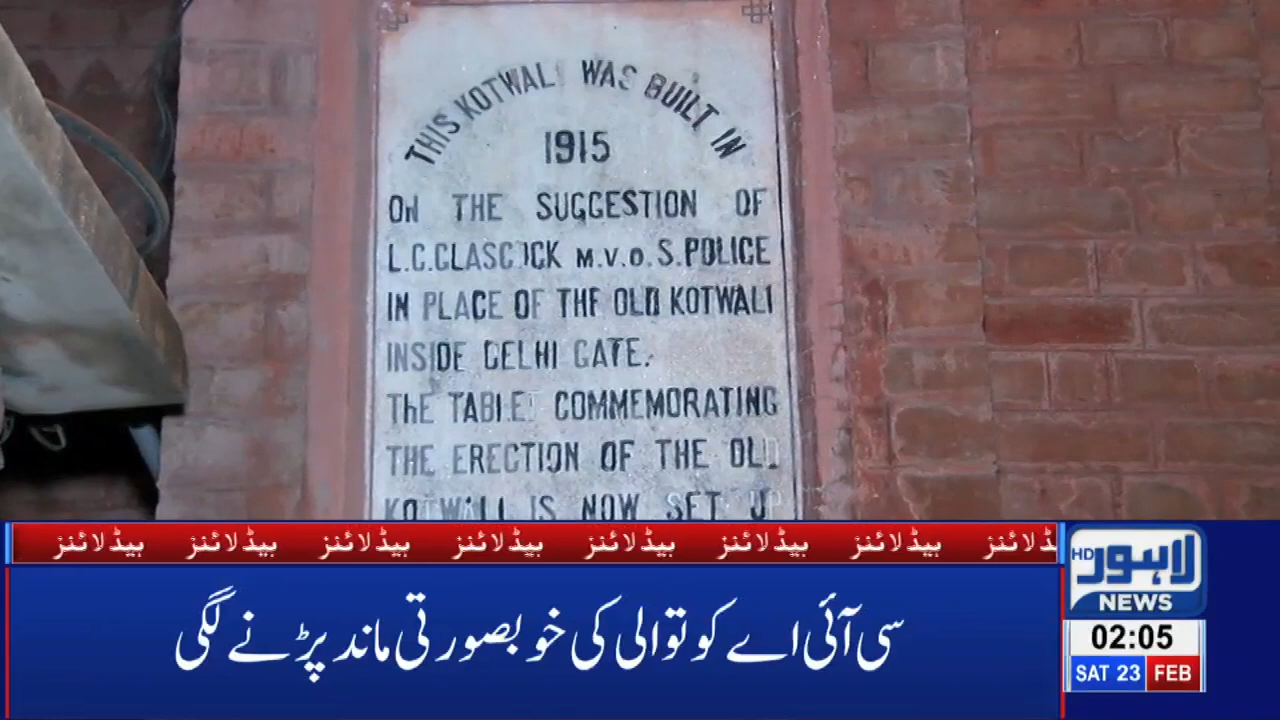 THIS KOTWALI WAS BUILT IN
1915
ON THE SUGGESTION OF
L.C.GLASCOCK M.V.O.S.POLICE
IN PLACE OF THE OLD KOTWALI
INSIDE DELHI GATE.
THE TABLET COMMEMORATING
THE ERECTION OF THE OLD
KOTWALI IS NOW SET UP
ہیڈلائنز ہیڈلائنز ہیڈلائنز ہیڈلائنز ہیڈلائنز ہیڈلائنز ہیڈلائنز ہیڈلائنز
سی آئی اے کوتوالی کی خوبصورتی ماند پڑنے لگی
لاہور HD
NEWS
02:05
SAT 23 FEB